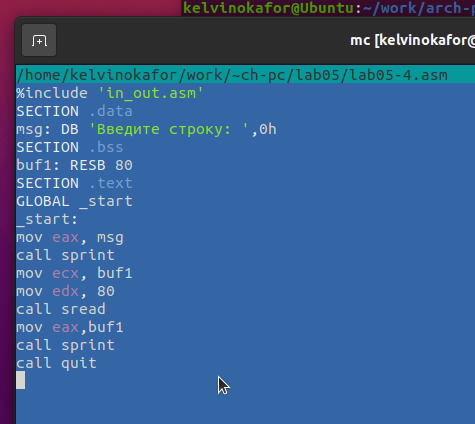 kelvinokafor@Ubuntu:~/work/arch-p
mc [kelvinokafor@
/home/kelvinokafor/work/~ch-pc/lab05/lab05-4.asm
%include 'in_out.asm'
SECTION .data
msg: DB 'Введите строку: ',0h
SECTION .bss
buf1: RESB 80
SECTION .text
GLOBAL _start
_start:
mov eax, msg
call sprint
mov ecx, buf1
mov edx, 80
call sread
mov eax,buf1
call sprint
call quit